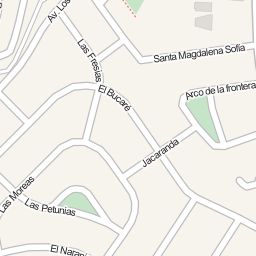 Av. Los
Las Fresias
Santa Magdalena Sofía
Arco de la frontera
El Bucaré
Jacaranda
Las Moreas
Las Petunias
El Naran